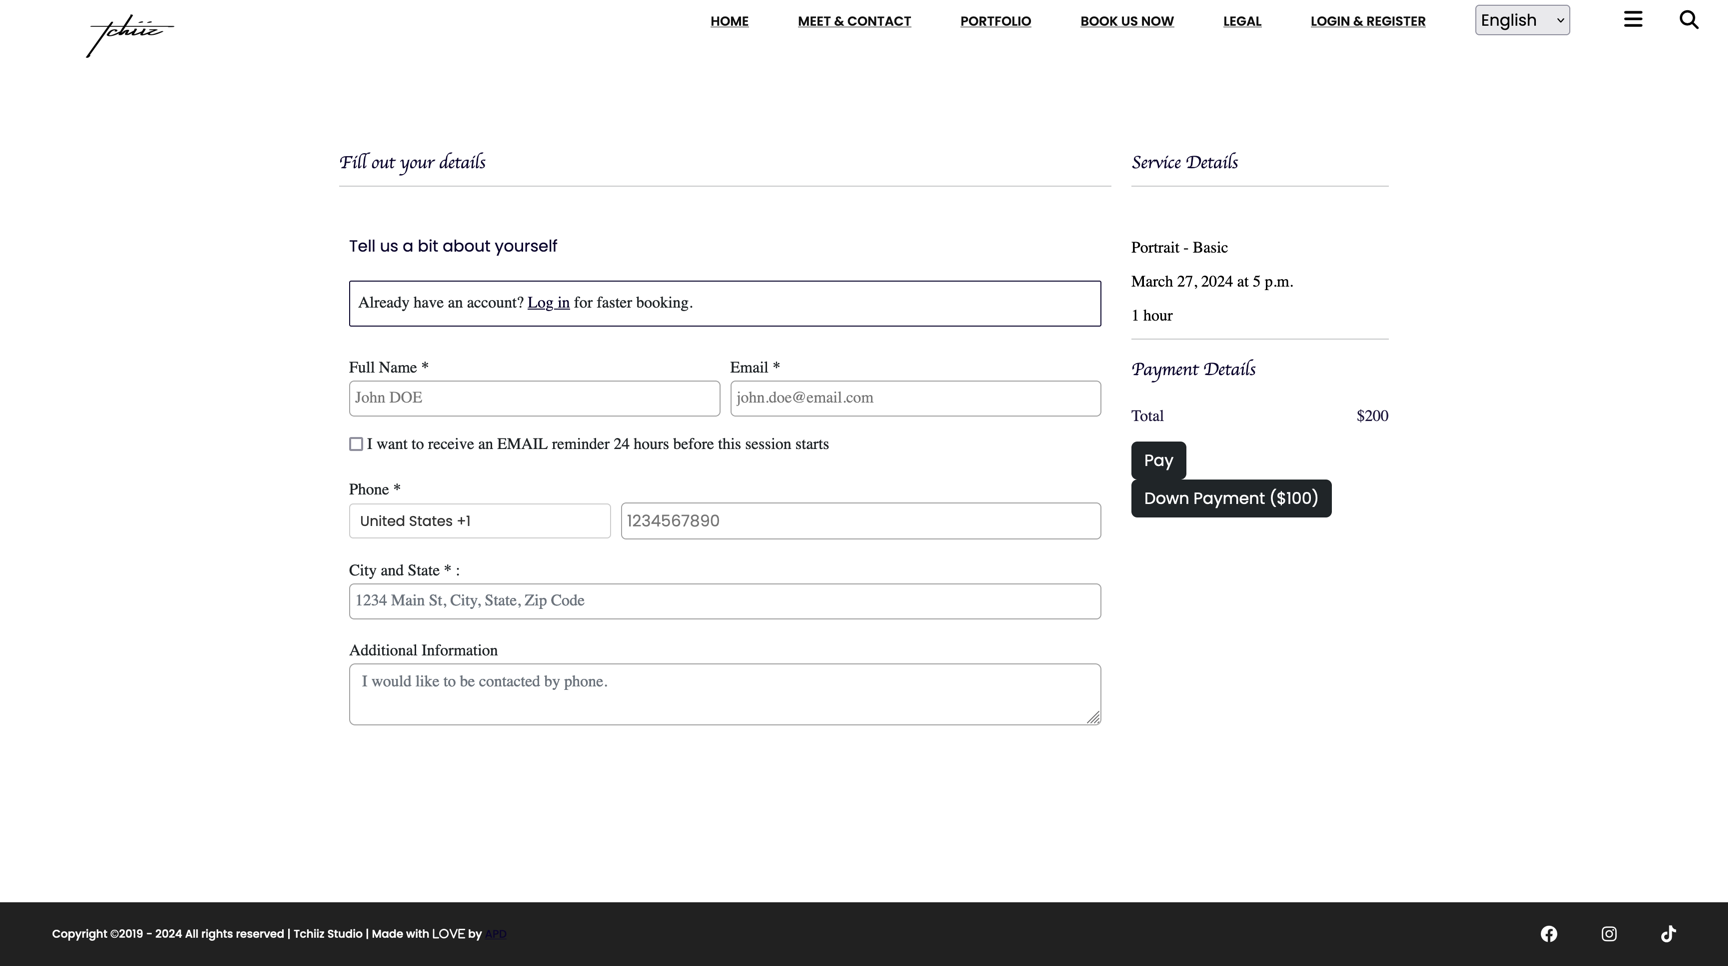 Tchiiz
HOME MEET & CONTACT PORTFOLIO BOOK US NOW LEGAL LOGIN & REGISTER English
Fill out your details
Tell us a bit about yourself
Already have an account? Log in for faster booking.
Full Name * Email *
John DOE john.doe@email.com
I want to receive an EMAIL reminder 24 hours before this session starts
Phone *
United States +1 1234567890
City and State * :
1234 Main St, City, State, Zip Code
Additional Information
I would like to be contacted by phone.
Service Details
Portrait - Basic
March 27, 2024 at 5 p.m.
1 hour
Payment Details
Total $200
Pay
Down Payment ($100)
Copyright ©2019 - 2024 All rights reserved | Tchiiz Studio | Made with LOVE by APD